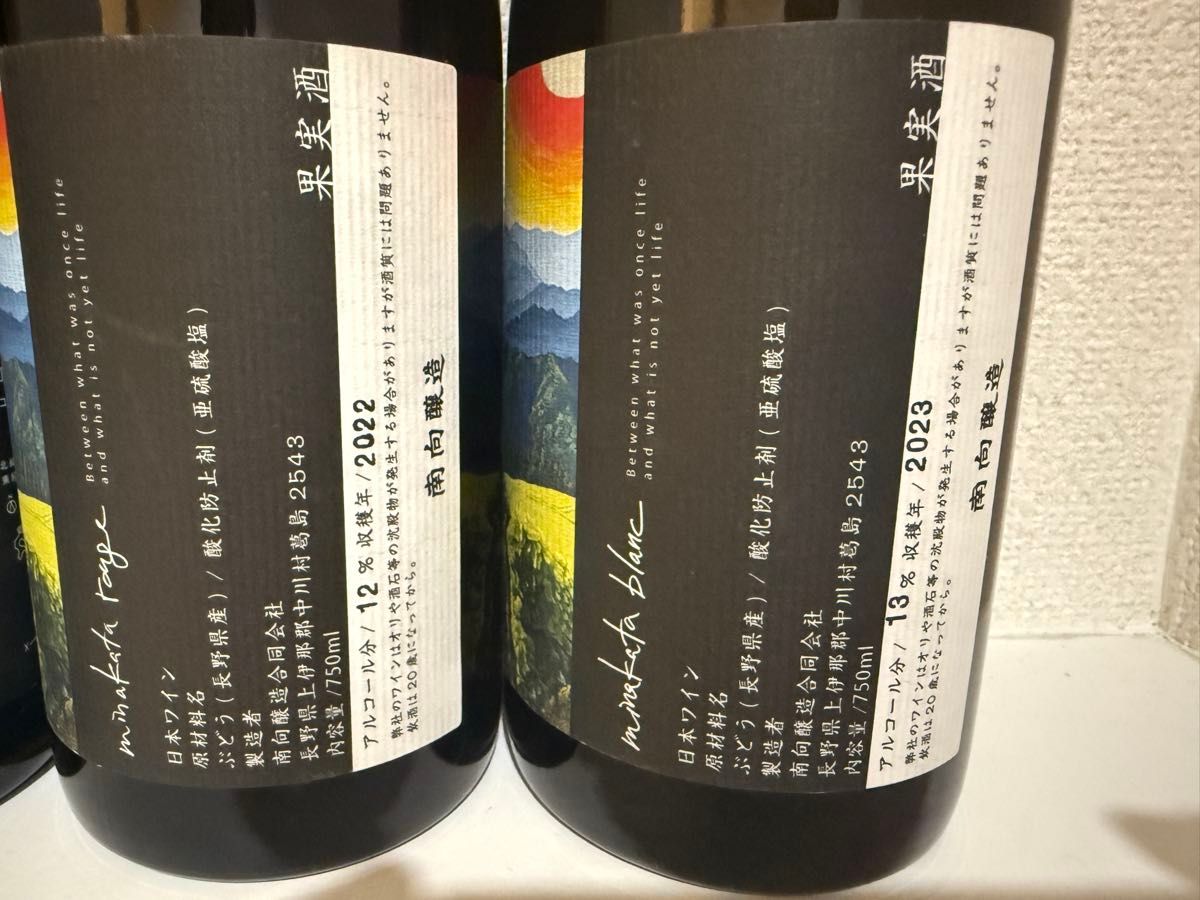 果実酒
minakata rouge
Between what was once life
and what is not yet life
日本ワイン
原材料名
ぶどう(長野県産)/酸化防止剤(亜硫酸塩)
製造者
南向醸造合同会社
長野県上伊那郡中川村葛島2543
内容量/750ml
アルコール分/12% 収穫年/2022
弊社のワインはオリや酒石等の沈殿物が発生する場合がありますが酒質には問題ありません。
飲酒は20歳になってから。
南向醸造
果実酒
minakata blanc
Between what was once life
and what is not yet life
日本ワイン
原材料名
ぶどう(長野県産)/酸化防止剤(亜硫酸塩)
製造者
南向醸造合同会社
長野県上伊那郡中川村葛島2543
内容量/750ml
アルコール分/13% 収穫年/2023
弊社のワインはオリや酒石等の沈殿物が発生する場合がありますが酒質には問題ありません。
飲酒は20歳になってから。
南向醸造